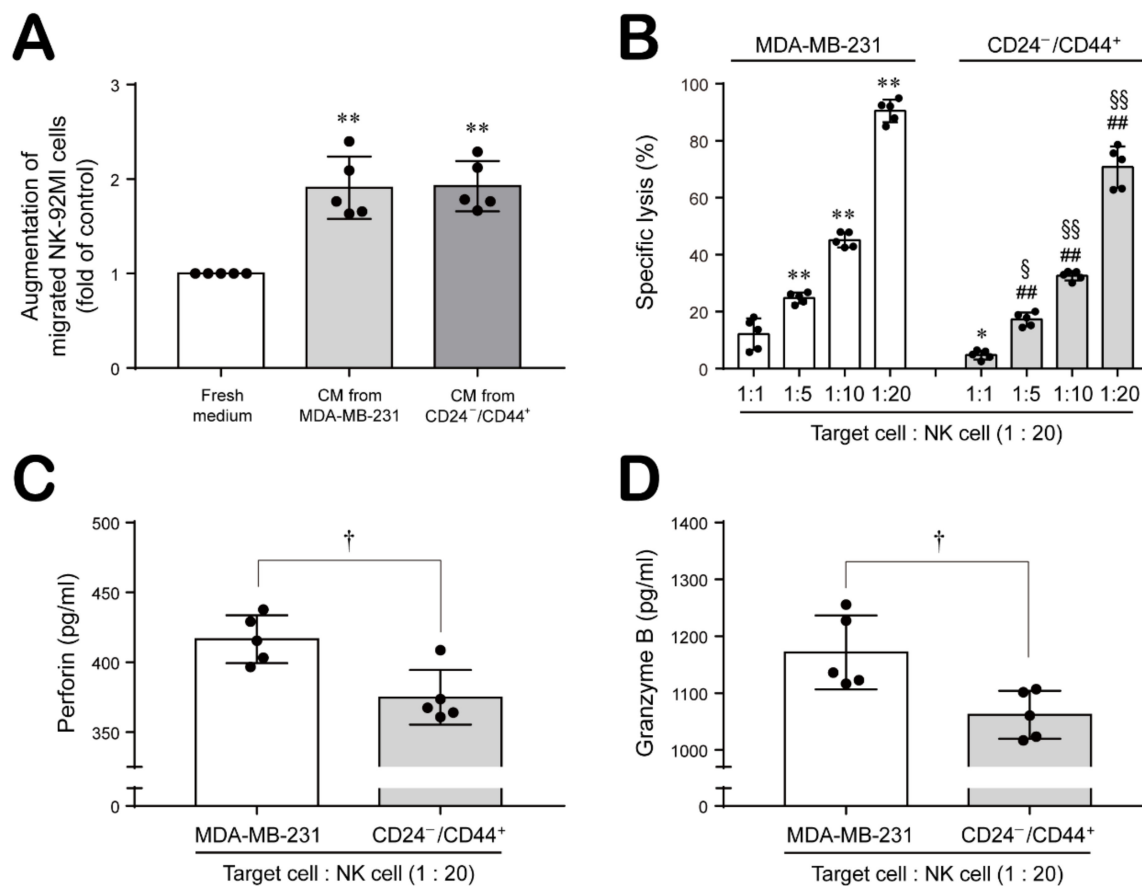 A
Augmentation of
migrated NK-92MI cells
(fold of control)
3
2
1
0
**
**
Fresh
medium
CM from
MDA-MB-231
CM from
CD24⁻/CD44⁺
B
MDA-MB-231
CD24⁻/CD44⁺
Specific lysis (%)
100
80
60
40
20
0
**
**
**
*
§
##
§§
##
§§
##
1:1
1:5
1:10
1:20
1:1
1:5
1:10
1:20
Target cell : NK cell (1 : 20)
C
Perforin (pg/ml)
500
450
400
350
0
†
MDA-MB-231
CD24⁻/CD44⁺
Target cell : NK cell (1 : 20)
D
Granzyme B (pg/ml)
1400
1300
1200
1100
1000
0
†
MDA-MB-231
CD24⁻/CD44⁺
Target cell : NK cell (1 : 20)